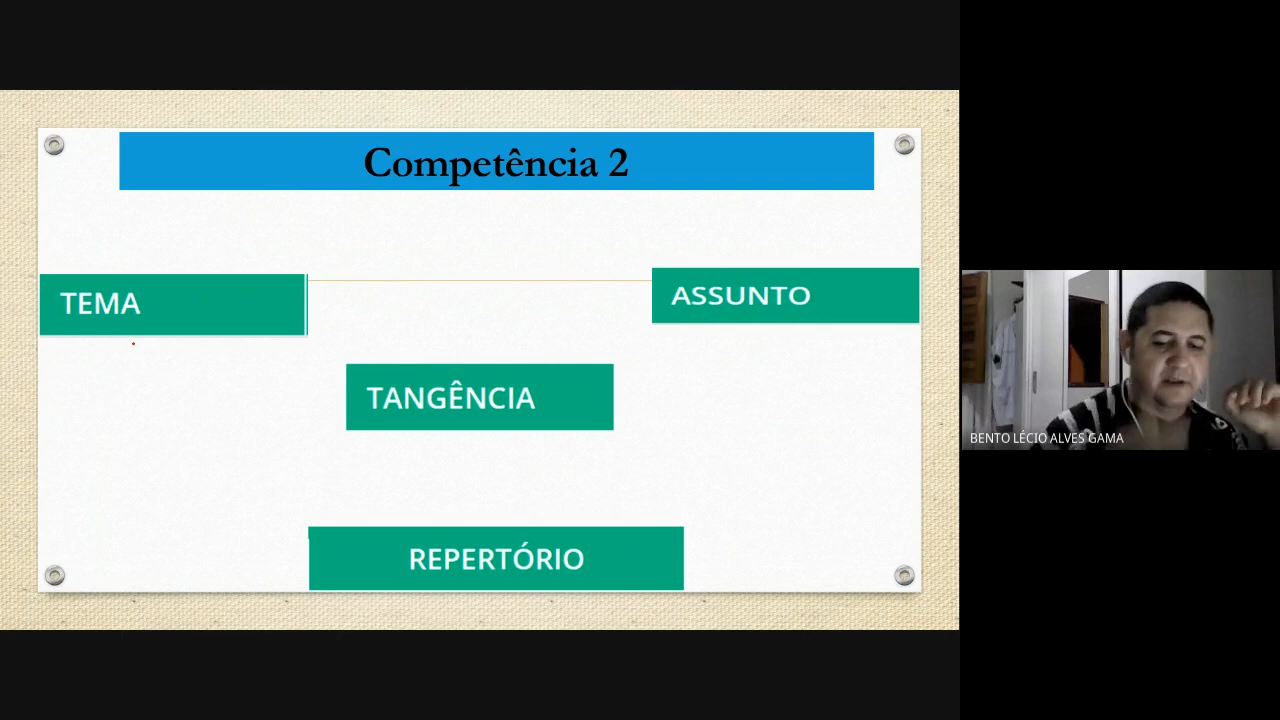 Competência 2
TEMA
ASSUNTO
TANGÊNCIA
REPERTÓRIO
BENTO LÉCIO ALVES GAMA